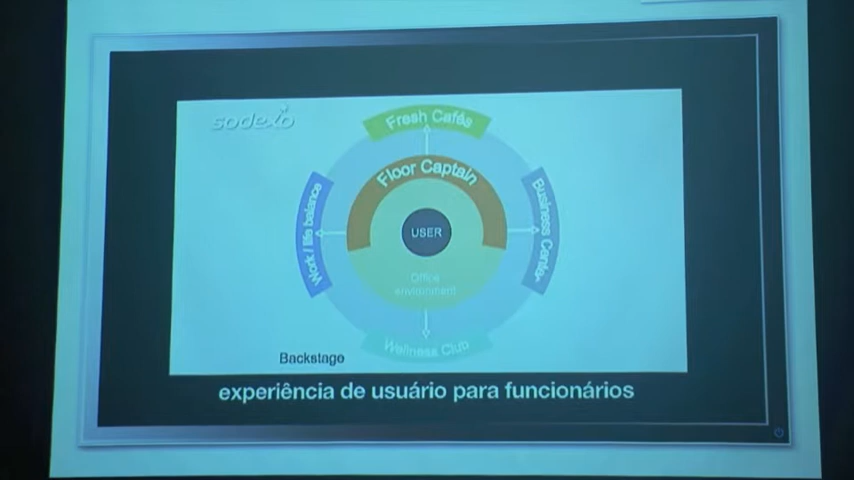 sodexo
Fresh Cafés
Floor Captain
Work / life balance
USER
Business Center
Office
environment
Wellness Club
Backstage
experiência de usuário para funcionários